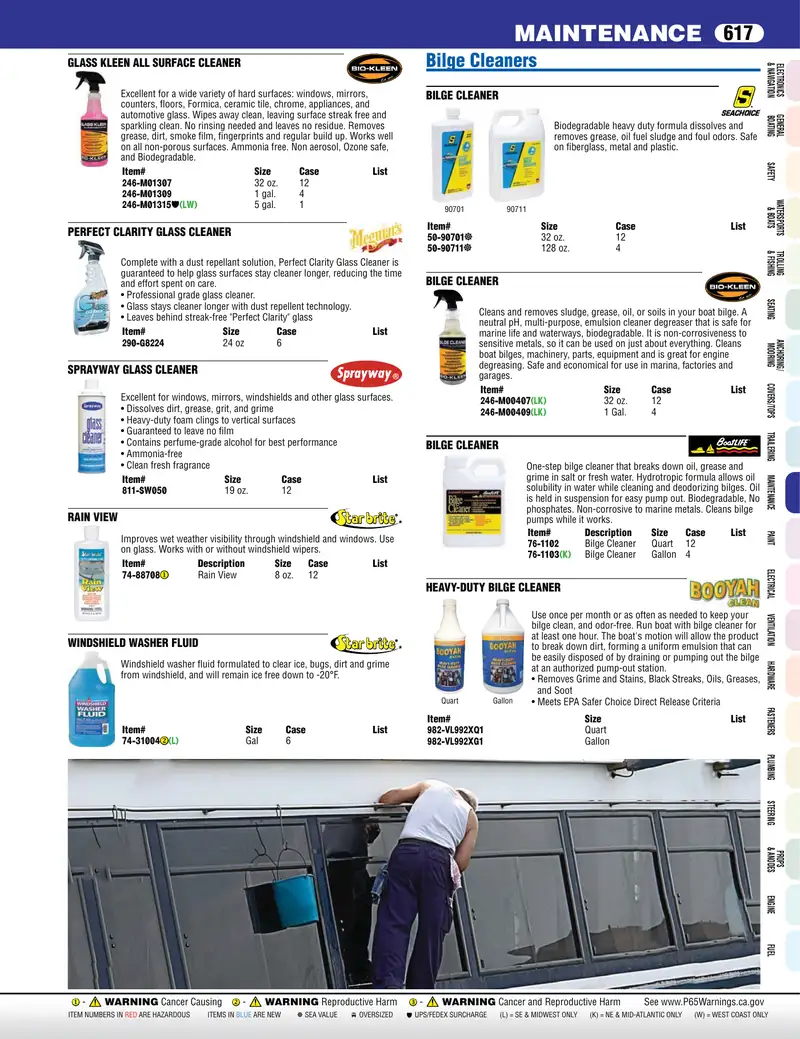 MAINTENANCE 617
GLASS KLEEN ALL SURFACE CLEANER
BIO-KLEEN
Excellent for a wide variety of hard surfaces: windows, mirrors,
counters, floors, Formica, ceramic tile, chrome, appliances, and
automotive glass. Wipes away clean, leaving surface streak free and
sparkling clean. No rinsing needed and leaves no residue. Removes
grease, dirt, smoke film, fingerprints and regular build up. Works well
on all non-porous surfaces. Ammonia free. Non aerosol, Ozone safe,
and Biodegradable.
Item# Size Case List
246-M01307 32 oz. 12
246-M01309 1 gal. 4
246-M01315(LW) 5 gal. 1
PERFECT CLARITY GLASS CLEANER
Meguiar's
Complete with a dust repellant solution, Perfect Clarity Glass Cleaner is
guaranteed to help glass surfaces stay cleaner longer, reducing the time
and effort spent on care.
• Professional grade glass cleaner.
• Glass stays cleaner longer with dust repellent technology.
• Leaves behind streak-free "Perfect Clarity" glass
Item# Size Case List
290-G8224 24 oz 6
SPRAYWAY GLASS CLEANER
Sprayway®
glass
cleaner
Excellent for windows, mirrors, windshields and other glass surfaces.
• Dissolves dirt, grease, grit, and grime
• Heavy-duty foam clings to vertical surfaces
• Guaranteed to leave no film
• Contains perfume-grade alcohol for best performance
• Ammonia-free
• Clean fresh fragrance
Item# Size Case List
811-SW050 19 oz. 12
RAIN VIEW
Star brite
Rain
View
Improves wet weather visibility through windshield and windows. Use
on glass. Works with or without windshield wipers.
Item# Description Size Case List
74-88708① Rain View 8 oz. 12
WINDSHIELD WASHER FLUID
Star brite
WINDSHIELD
WASHER
FLUID
Windshield washer fluid formulated to clear ice, bugs, dirt and grime
from windshield, and will remain ice free down to -20°F.
Item# Size Case List
74-31004②(L) Gal 6
Bilge Cleaners
BILGE CLEANER
S
SEACHOICE
Biodegradable heavy duty formula dissolves and
removes grease, oil fuel sludge and foul odors. Safe
on fiberglass, metal and plastic.
90701 90711
Item# Size Case List
50-90701 32 oz. 12
50-90711 128 oz. 4
BILGE CLEANER
BIO-KLEEN
BILGE CLEANER
BIO-KLEEN
Cleans and removes sludge, grease, oil, or soils in your boat bilge. A
neutral pH, multi-purpose, emulsion cleaner degreaser that is safe for
marine life and waterways, biodegradable. It is non-corrosiveness to
sensitive metals, so it can be used on just about everything. Cleans
boat bilges, machinery, parts, equipment and is great for engine
degreasing. Safe and economical for use in marina, factories and
garages.
Item# Size Case List
246-M00407(LK) 32 oz. 12
246-M00409(LK) 1 Gal. 4
BILGE CLEANER
BoatLIFE
Bilge
Cleaner
One-step bilge cleaner that breaks down oil, grease and
grime in salt or fresh water. Hydrotropic formula allows oil
solubility in water while cleaning and deodorizing bilges. Oil
is held in suspension for easy pump out. Biodegradable, No
phosphates. Non-corrosive to marine metals. Cleans bilge
pumps while it works.
Item# Description Size Case List
76-1102 Bilge Cleaner Quart 12
76-1103(K) Bilge Cleaner Gallon 4
HEAVY-DUTY BILGE CLEANER
BOOYAH
CLEAN
BOOYAH BOOYAH
Quart Gallon
Use once per month or as often as needed to keep your
bilge clean, and odor-free. Run boat with bilge cleaner for
at least one hour. The boat's motion will allow the product
to break down dirt, forming a uniform emulsion that can
be easily disposed of by draining or pumping out the bilge
at an authorized pump-out station.
• Removes Grime and Stains, Black Streaks, Oils, Greases,
and Soot
• Meets EPA Safer Choice Direct Release Criteria
Item# Size List
982-VL992XQ1 Quart
982-VL992XG1 Gallon
ELECTRONICS
& NAVIGATION
GENERAL
BOATING
SAFETY
WATERSPORTS
& BOATS
TROLLING
& FISHING
SEATING
ANCHORING/
MOORING
COVERS/TOPS
TRAILERING
MAINTENANCE
PAINT
ELECTRICAL
VENTILATION
HARDWARE
FASTENERS
PLUMBING
STEERING
PROPS
& ANODES
ENGINE
FUEL
① - WARNING Cancer Causing ② - WARNING Reproductive Harm ③ - WARNING Cancer and Reproductive Harm See www.P65Warnings.ca.gov
ITEM NUMBERS IN RED ARE HAZARDOUS ITEMS IN BLUE ARE NEW SEA VALUE OVERSIZED UPS/FEDEX SURCHARGE (L) = SE & MIDWEST ONLY (K) = NE & MID-ATLANTIC ONLY (W) = WEST COAST ONLY